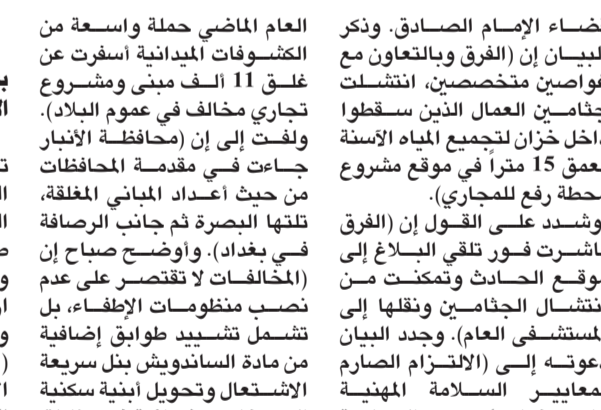 قضاء الإمام الصادق. وذكر
البيان إن (الفرق وبالتعاون مع
غواصين متخصصين، انتشلت
جثامين العمال الذين سقطوا
داخل خزان لتجميع المياه الآسنة
بعمق 15 متراً في موقع مشروع
محطة رفع للمجاري).
وشدد على القول إن (الفرق
باشرت فور تلقي البلاغ إلى
موقع الحادث وتمكنت من
انتشال الجثامين ونقلها إلى
المستشفى العام). وجدد البيان
دعوته إلى (الالتزام الصارم
بمعايير السلامة المهنية
العام الماضي حملة واسعة من
الكشوفات الميدانية أسفرت عن
غلق 11 ألف مبنى ومشروع
تجاري مخالف في عموم البلاد).
ولفت إلى إن (محافظة الأنبار
جاءت في مقدمة المحافظات
من حيث أعداد المباني المغلقة،
تلتها البصرة ثم جانب الرصافة
في بغداد). وأوضح صباح إن
(المخالفات لا تقتصر على عدم
نصب منظومات الإطفاء، بل
تشمل تشييد طوابق إضافية
من مادة الساندويش بنل سريعة
الاشتعال وتحويل أبنية سكنية